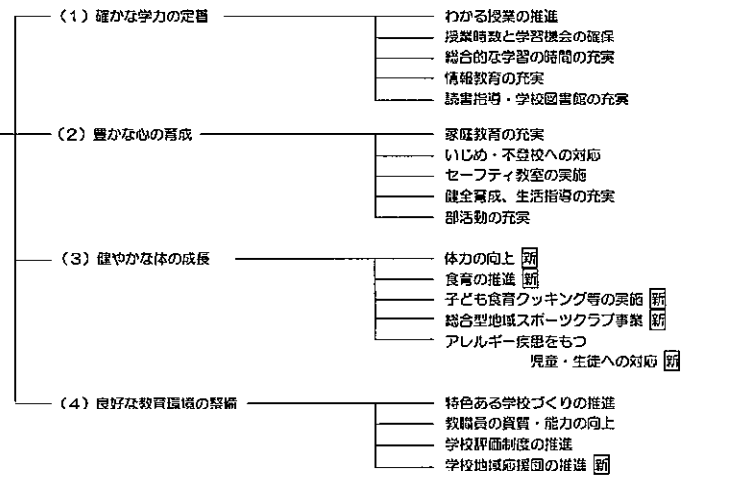 (1) 確かな学力の定着
わかる授業の推進
授業時数と学習機会の確保
総合的な学習の時間の充実
情報教育の充実
読書指導・学校図書館の充実
(2) 豊かな心の育成
家庭教育の充実
いじめ・不登校への対応
セーフティ教室の実施
健全育成、生活指導の充実
部活動の充実
(3) 健やかな体の成長
体力の向上 新
食育の推進 新
子ども食育クッキング等の実施 新
総合型地域スポーツクラブ事業 新
アレルギー疾患をもつ
児童・生徒への対応 新
(4) 良好な教育環境の整備
特色ある学校づくりの推進
教職員の資質・能力の向上
学校評価制度の推進
学校地域応援団の推進 新